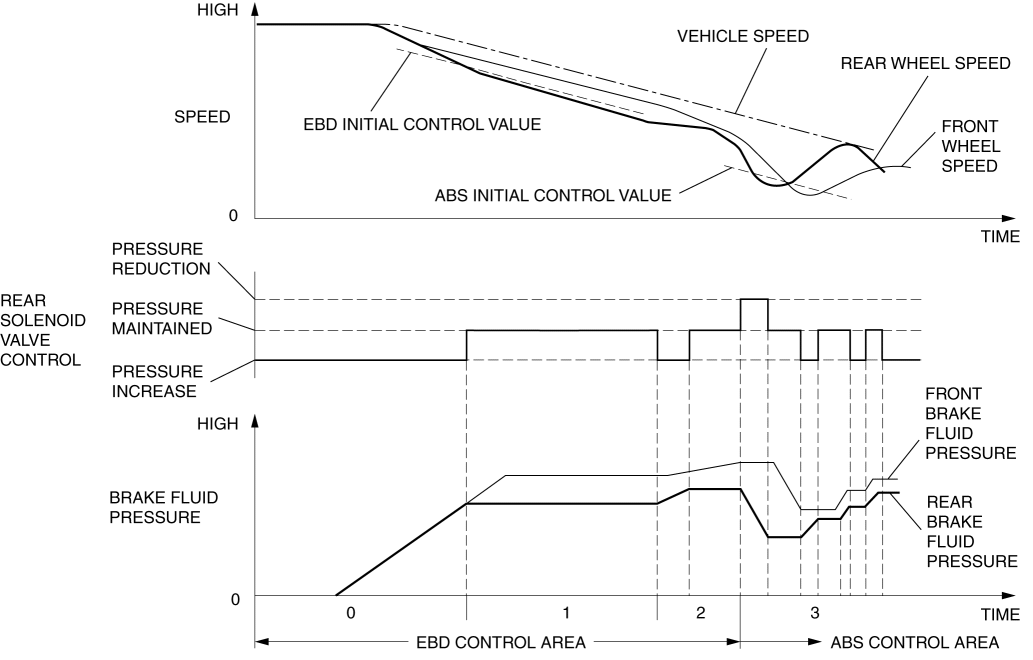 HIGH
VEHICLE SPEED
REAR WHEEL SPEED
SPEED
EBD INITIAL CONTROL VALUE
FRONT
WHEEL
SPEED
ABS INITIAL CONTROL VALUE
0
TIME
PRESSURE
REDUCTION
REAR
SOLENOID
VALVE
CONTROL
PRESSURE
MAINTAINED
PRESSURE
INCREASE
HIGH
FRONT
BRAKE
FLUID
PRESSURE
BRAKE FLUID
PRESSURE
REAR
BRAKE
FLUID
PRESSURE
0
0
1
2
3
TIME
EBD CONTROL AREA
ABS CONTROL AREA